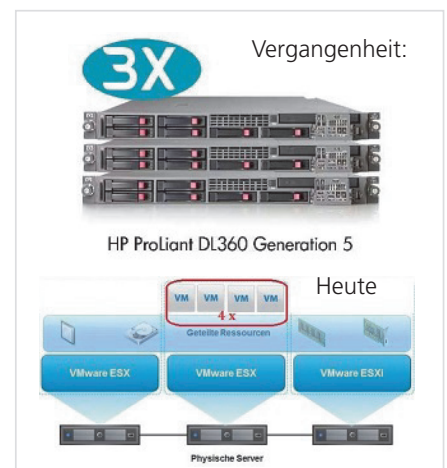 3X
Vergangenheit:
HP ProLiant DL360 Generation 5
Heute
VM VM VM VM
4 x
Geteilte Ressourcen
VMware ESX VMware ESX VMware ESXi
Physische Server